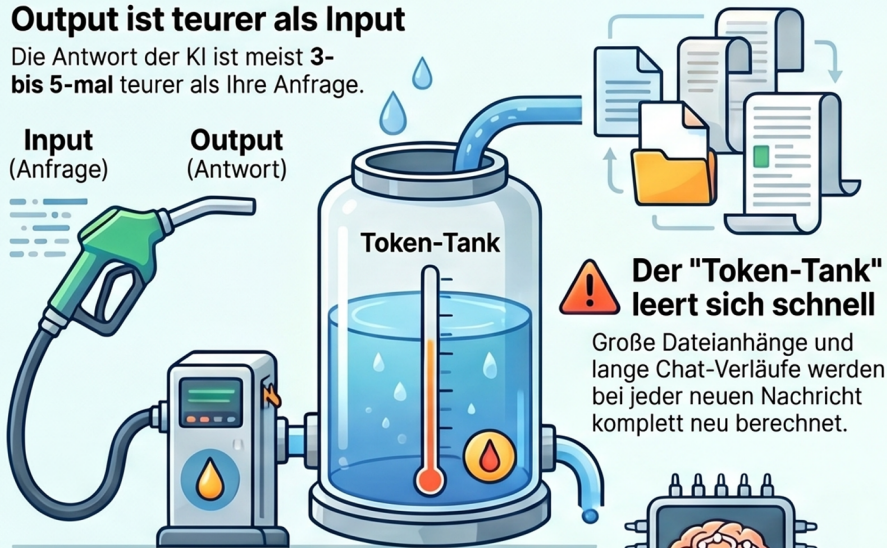 Output ist teurer als Input
Die Antwort der KI ist meist 3-
bis 5-mal teurer als Ihre Anfrage.
Input
(Anfrage)
Output
(Antwort)
Token-Tank
Der "Token-Tank"
leert sich schnell
Große Dateianhänge und
lange Chat-Verläufe werden
bei jeder neuen Nachricht
komplett neu berechnet.